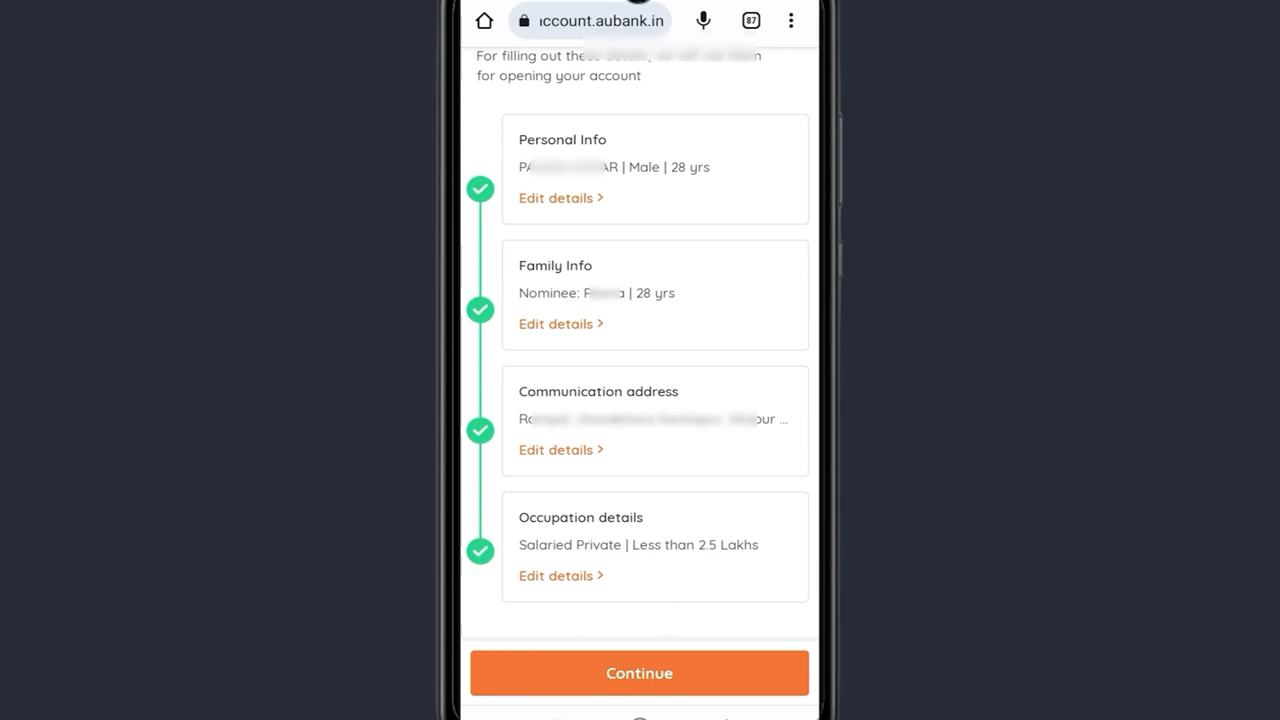 87
ıccount.aubank.in
For filling out these
for opening your account
Personal Info
| Male | 28 yrs
Edit details >
Family Info
Nominee: | 28 yrs
Edit details >
Communication address
...
Edit details >
Occupation details
Salaried Private | Less than 2.5 Lakhs
Edit details >
Continue